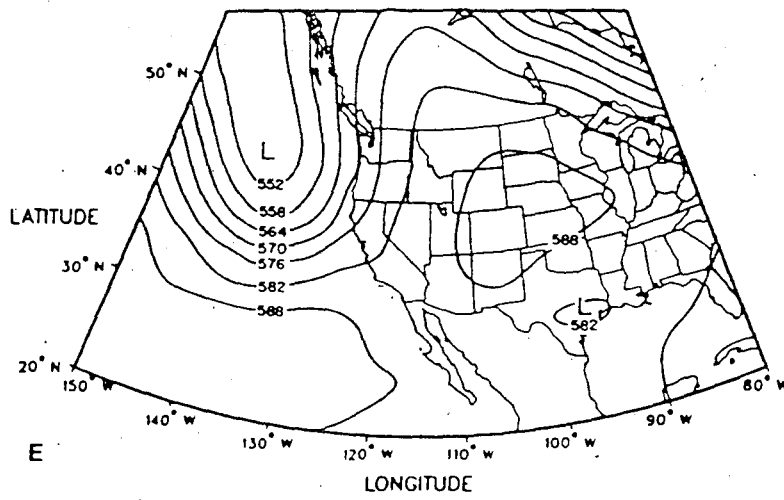 50° N
40° N
LATITUDE
30° N
20° N
150° W
140° W
130° W
120° W
110° W
100° W
90° W
80° W
L
552
558
564
570
576
582
588
588
L
582
E
LONGITUDE